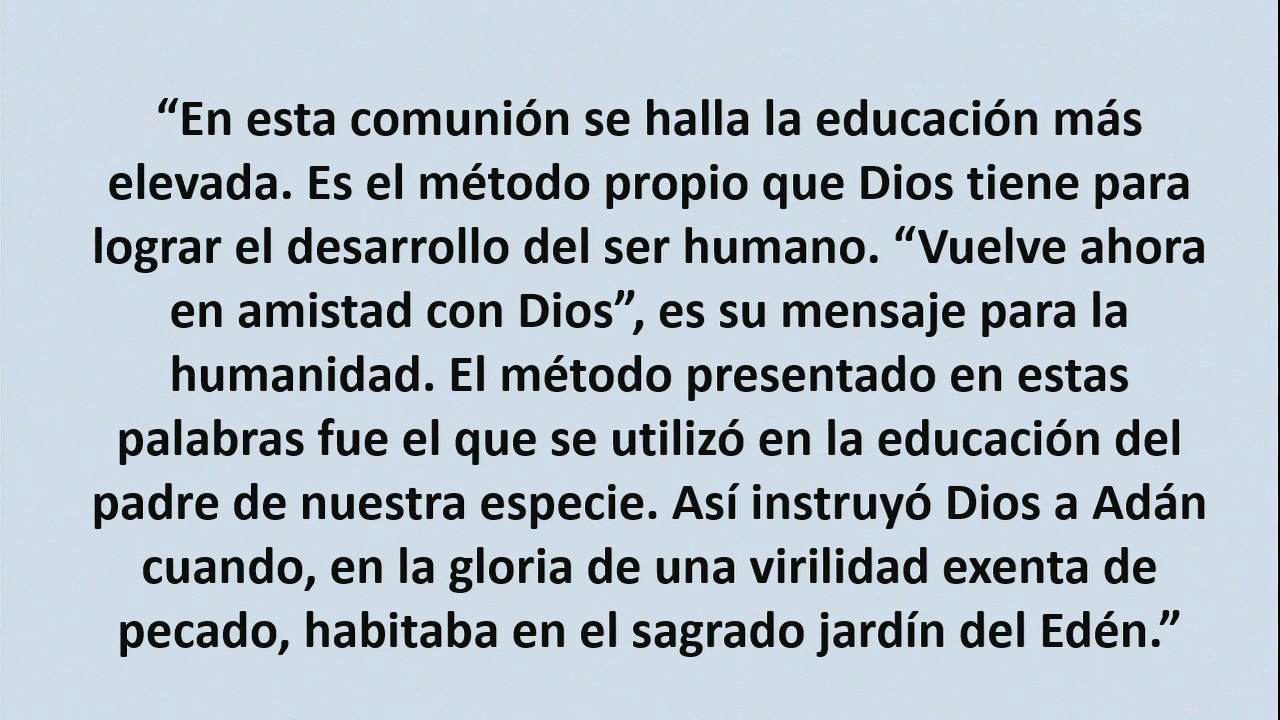 “En esta comunión se halla la educación más
elevada. Es el método propio que Dios tiene para
lograr el desarrollo del ser humano. “Vuelve ahora
en amistad con Dios”, es su mensaje para la
humanidad. El método presentado en estas
palabras fue el que se utilizó en la educación del
padre de nuestra especie. Así instruyó Dios a Adán
cuando, en la gloria de una virilidad exenta de
pecado, habitaba en el sagrado jardín del Edén.”